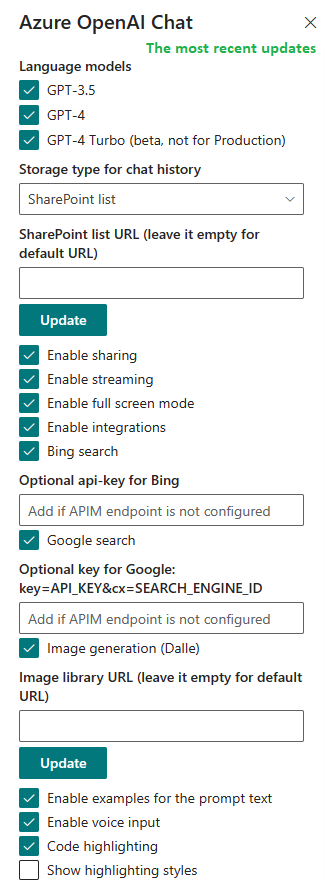 Azure OpenAI Chat
The most recent updates
Language models
GPT-3.5
GPT-4
GPT-4 Turbo (beta, not for Production)
Storage type for chat history
SharePoint list
SharePoint list URL (leave it empty for
default URL)
Update
Enable sharing
Enable streaming
Enable full screen mode
Enable integrations
Bing search
Optional api-key for Bing
Add if APIM endpoint is not configured
Google search
Optional key for Google:
key=API_KEY&cx=SEARCH_ENGINE_ID
Add if APIM endpoint is not configured
Image generation (Dalle)
Image library URL (leave it empty for default
URL)
Update
Enable examples for the prompt text
Enable voice input
Code highlighting
Show highlighting styles